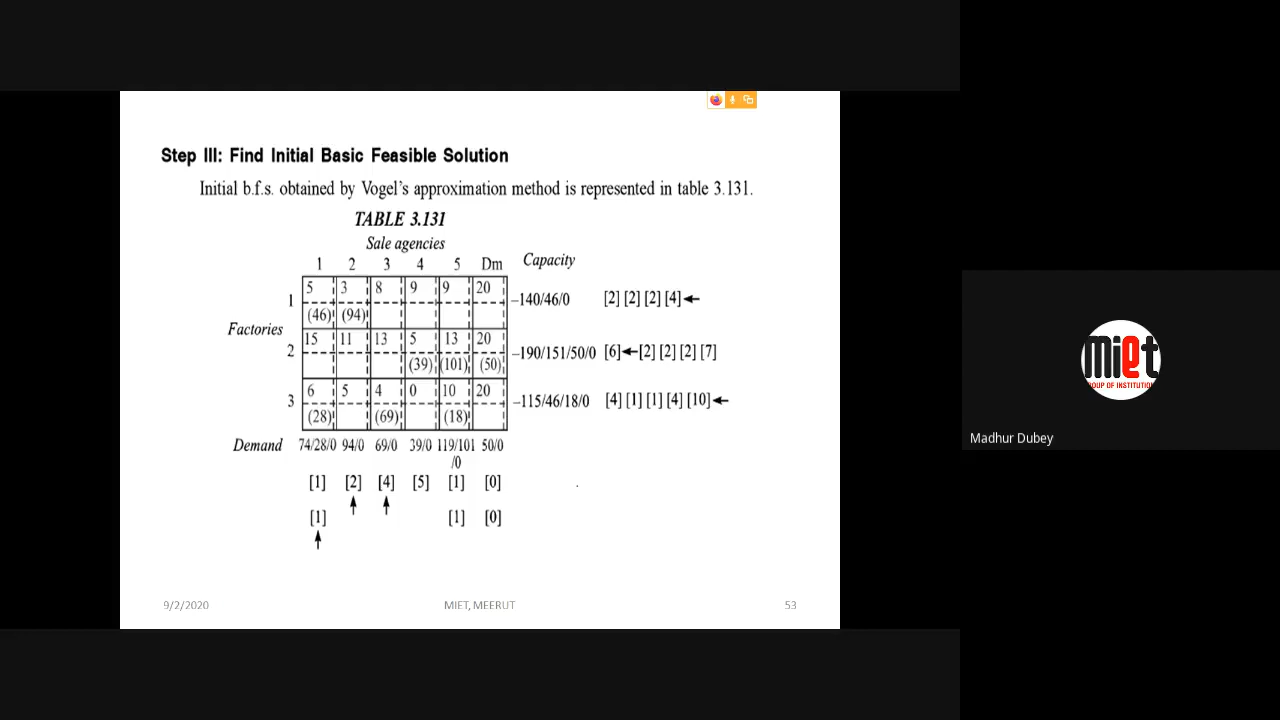 Step III: Find Initial Basic Feasible Solution
Initial b.f.s. obtained by Vogel's approximation method is represented in table 3.131.
TABLE 3.131
Sale agencies
1 2 3 4 5 Dm Capacity
5 3 8 9 9 20
1 –140/46/0 [2] [2] [2] [4]←
(46) (94)
Factories
15 11 13 5 13 20
2 –190/151/50/0 [6]←[2] [2] [2] [7]
(39) (101) (50)
6 5 4 0 10 20
3 –115/46/18/0 [4] [1] [1] [4] [10]←
(28) (69) (18)
Demand 74/28/0 94/0 69/0 39/0 119/101 50/0
/0
[1] [2] [4] [5] [1] [0]
[1] [1] [0]
9/2/2020 MIET, MEERUT 53
miet
GROUP OF INSTITUTION
Madhur Dubey